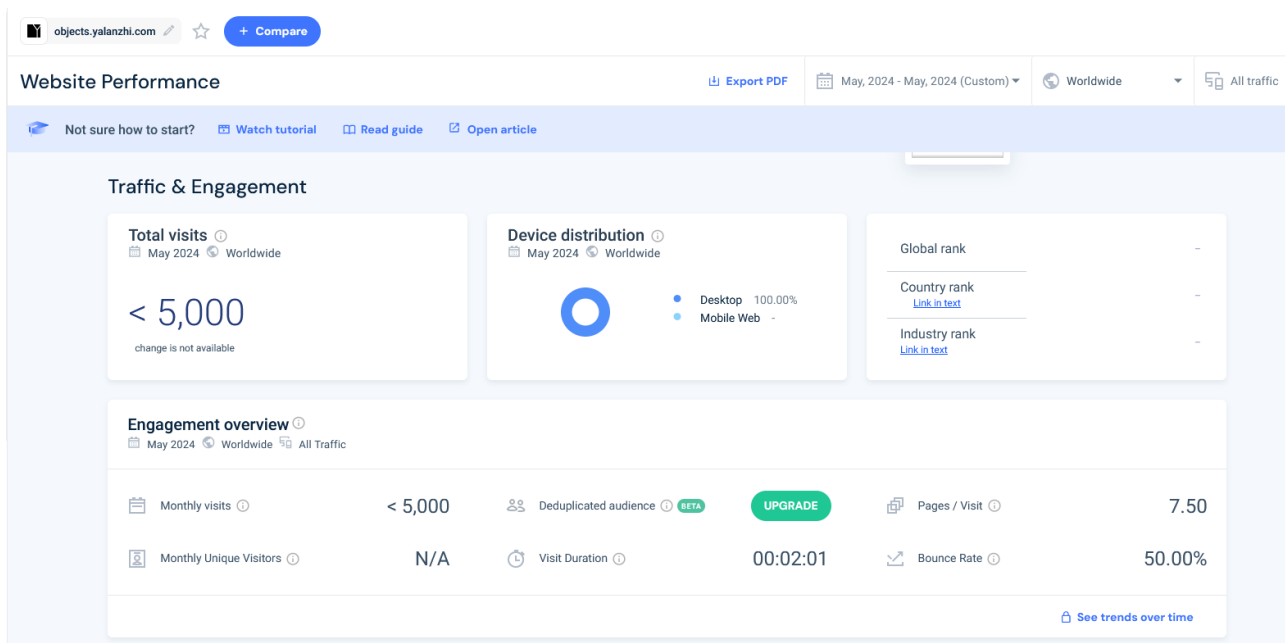 objects.yalanzhi.com
+ Compare
Website Performance
Export PDF
May, 2024 - May, 2024 (Custom)
Worldwide
All traffic
Not sure how to start?
Watch tutorial
Read guide
Open article
Traffic & Engagement
Total visits
May 2024 Worldwide
< 5,000
change is not available
Device distribution
May 2024 Worldwide
Desktop 100.00%
Mobile Web -
Global rank –
Country rank –
Link in text
Industry rank –
Link in text
Engagement overview
May 2024 Worldwide All Traffic
Monthly visits < 5,000
Deduplicated audience BETA UPGRADE
Pages / Visit 7.50
Monthly Unique Visitors N/A
Visit Duration 00:02:01
Bounce Rate 50.00%
See trends over time